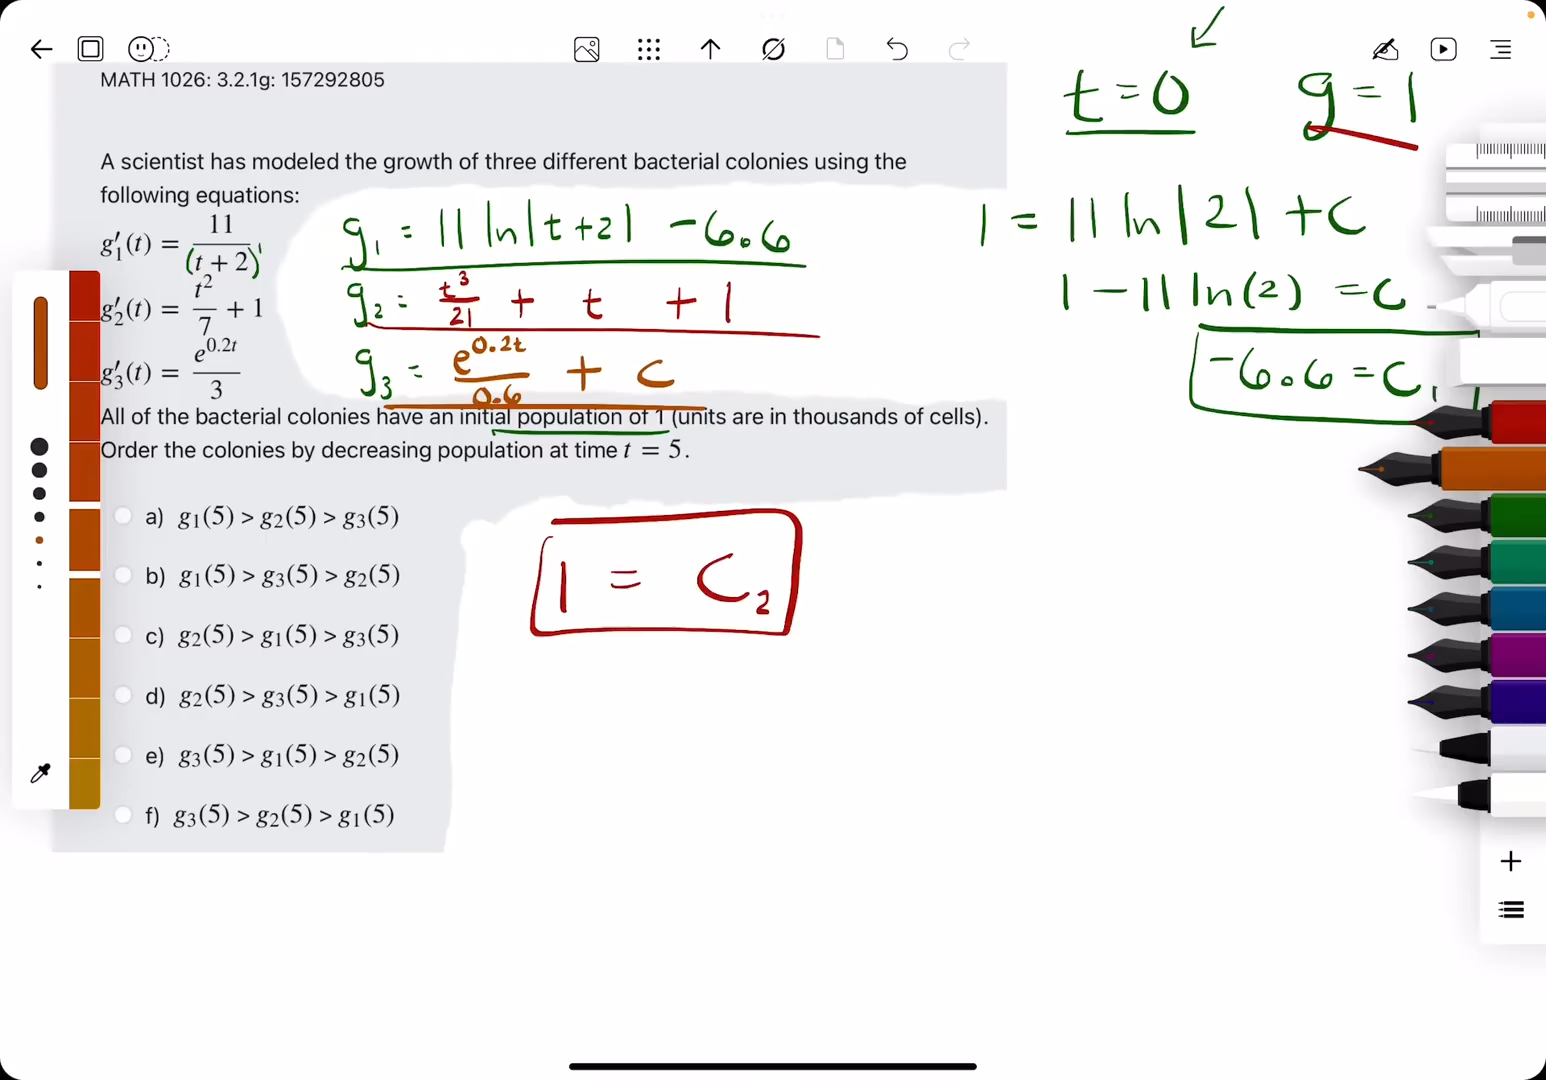 MATH 1026: 3.2.1g: 157292805
t = 0    g = 1
A scientist has modeled the growth of three different bacterial colonies using the
following equations:
g′₁(t) = 11/(t + 2)¹
g₁ = 11 ln|t+2| - 6.6
1 = 11 ln|2| + C
g′₂(t) = t²/7 + 1
g₂ = t³/21 + t + 1
1 - 11 ln(2) = C
g′₃(t) = e^0.2t/3
g₃ = e^0.2t/0.6 + C
-6.6 = C₁
All of the bacterial colonies have an initial population of 1 (units are in thousands of cells).
Order the colonies by decreasing population at time t = 5.
a) g₁(5) > g₂(5) > g₃(5)
b) g₁(5) > g₃(5) > g₂(5)
1 = C₂
c) g₂(5) > g₁(5) > g₃(5)
d) g₂(5) > g₃(5) > g₁(5)
e) g₃(5) > g₁(5) > g₂(5)
f) g₃(5) > g₂(5) > g₁(5)